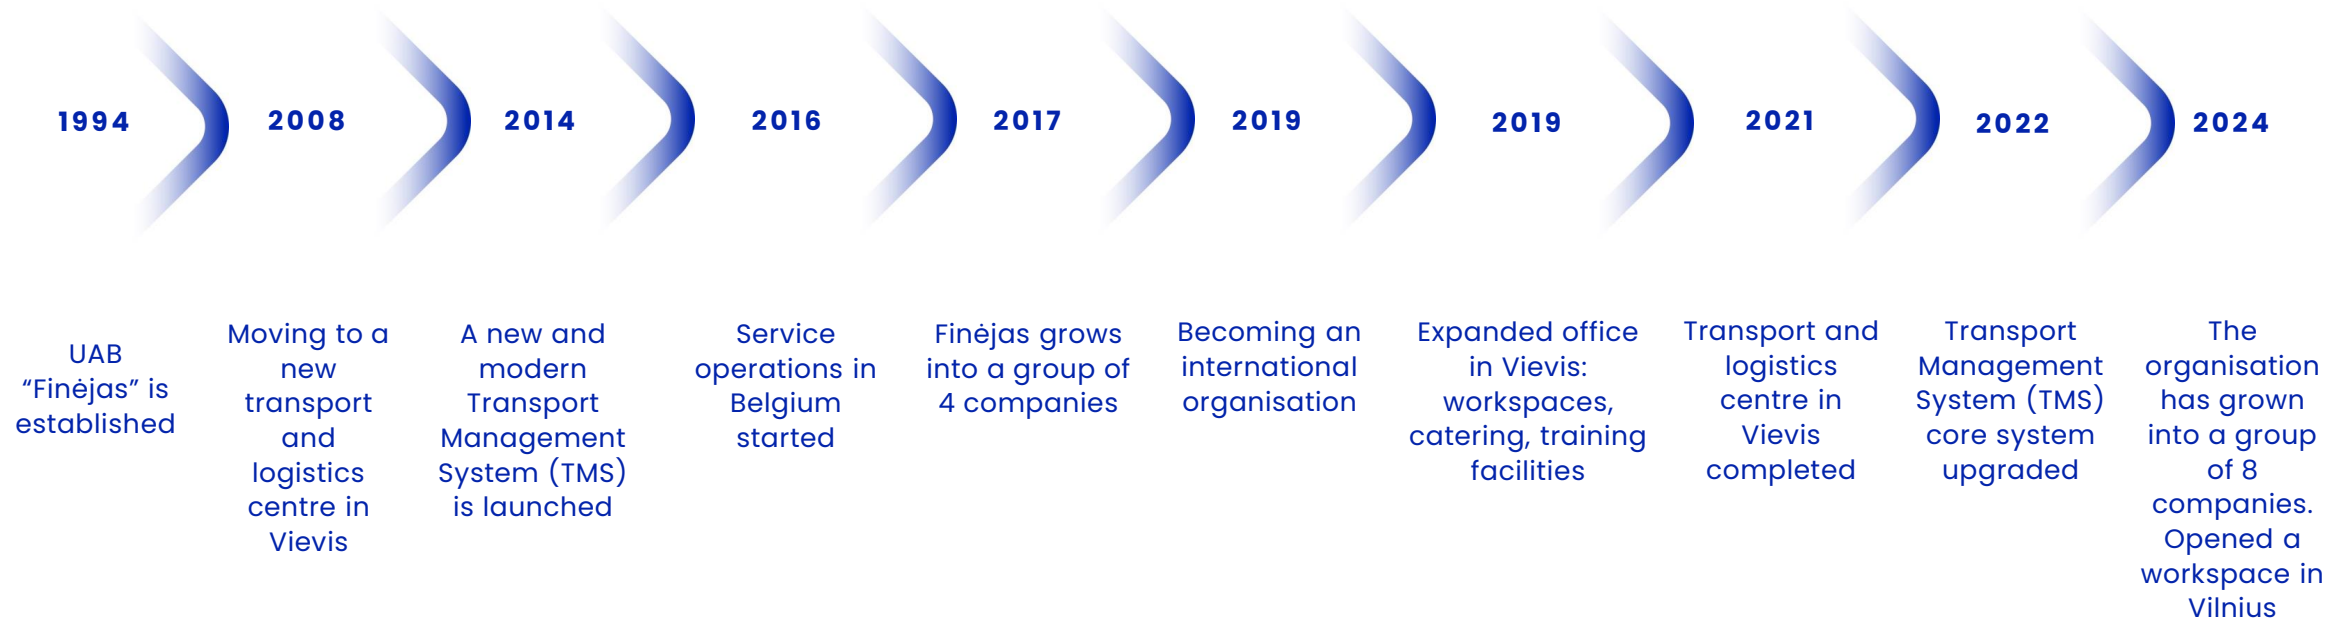 1994
2008
2014
2016
2017
2019
2019
2021
2022
2024
UAB
“Finėjas” is
established
Moving to a
new
transport
and
logistics
centre in
Vievis
A new and
modern
Transport
Management
System (TMS)
is launched
Service
operations in
Belgium
started
Finėjas grows
into a group of
4 companies
Becoming an
international
organisation
Expanded office
in Vievis:
workspaces,
catering, training
facilities
Transport and
logistics
centre in
Vievis
completed
Transport
Management
System (TMS)
core system
upgraded
The
organisation
has grown
into a group
of 8
companies.
Opened a
workspace in
Vilnius